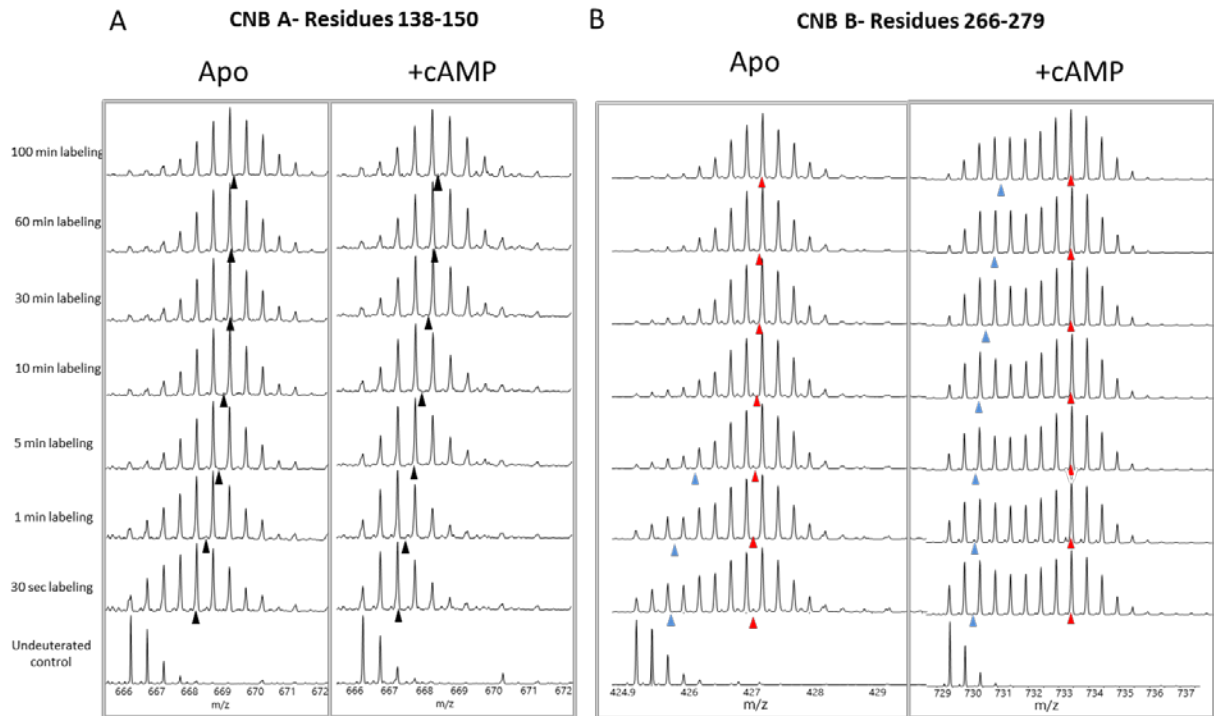 A
CNB A- Residues 138-150
B
CNB B- Residues 266-279
Apo
+cAMP
Apo
+cAMP
100 min labeling
60 min labeling
30 min labeling
10 min labeling
5 min labeling
1 min labeling
30 sec labeling
Undeuterated
control
666 667 668 669 670 671 672
666 667 668 669 670 671 672
424.9 426 427 428 429
729 730 731 733 734 735 736 737
m/z
m/z
m/z
m/z